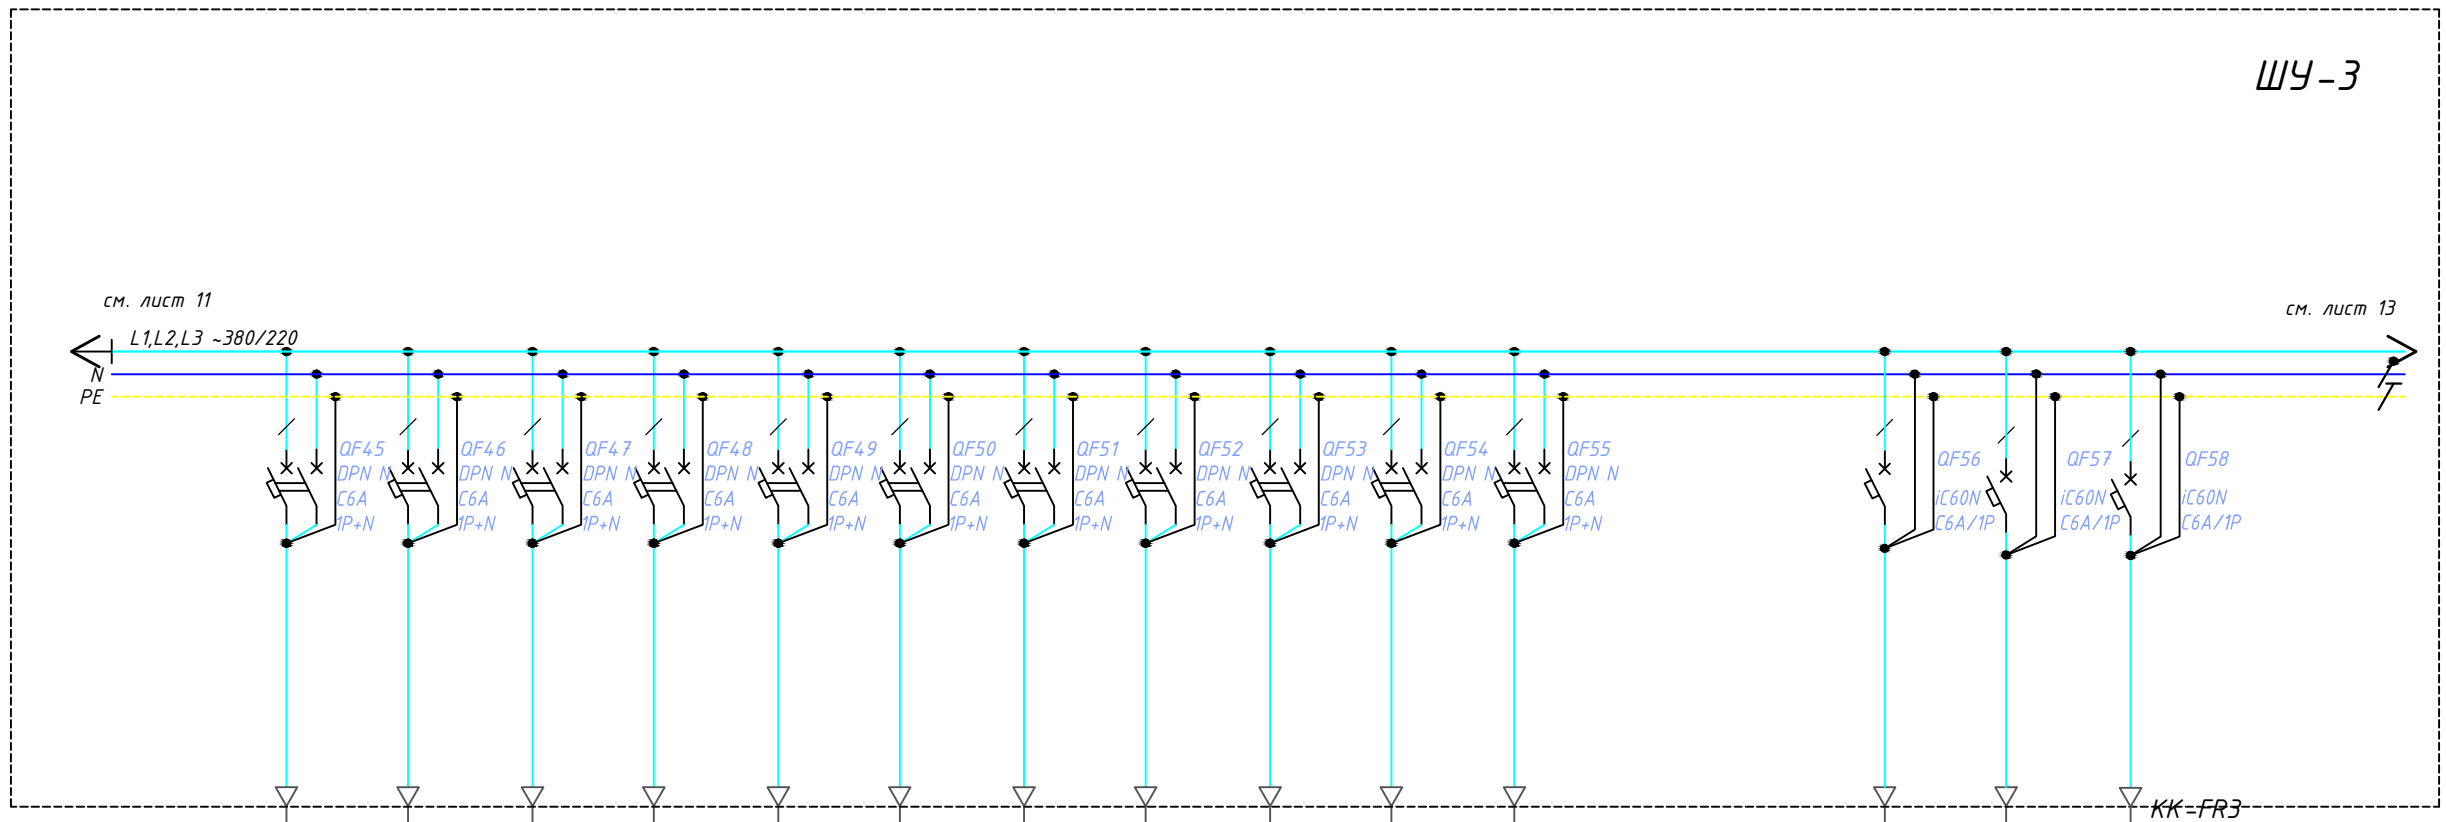 ШУ-3
см. лист 11
см. лист 13
L1,L2,L3 ~380/220
N
PE
QF45
DPN N
C6A
1P+N
QF46
DPN N
C6A
1P+N
QF47
DPN N
C6A
1P+N
QF48
DPN N
C6A
1P+N
QF49
DPN N
C6A
1P+N
QF50
DPN N
C6A
1P+N
QF51
DPN N
C6A
1P+N
QF52
DPN N
C6A
1P+N
QF53
DPN N
C6A
1P+N
QF54
DPN N
C6A
1P+N
QF55
DPN N
C6A
1P+N
QF56
iC60N
C6A/1P
QF57
iC60N
C6A/1P
QF58
iC60N
C6A/1P
КК-FR3